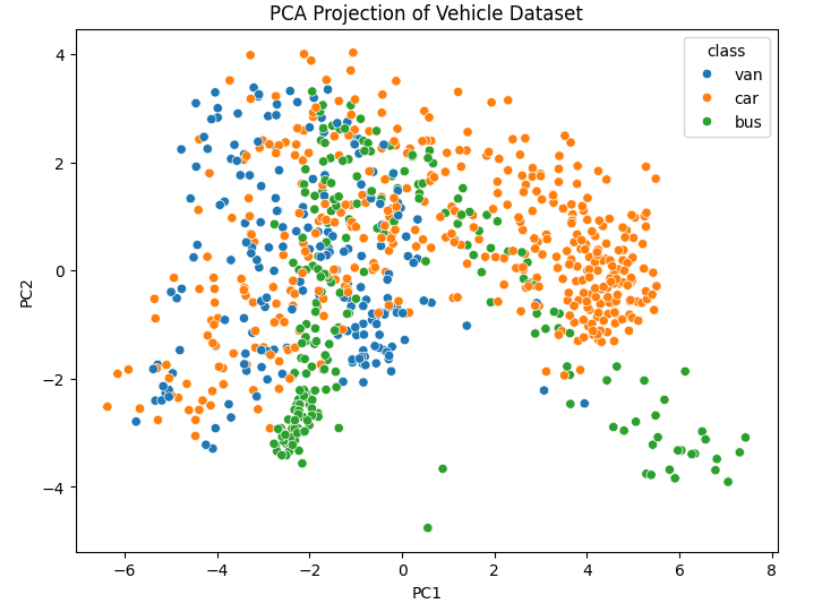 PCA Projection of Vehicle Dataset
class
van
car
bus
PC2
4
2
0
−2
−4
−6
−4
−2
0
2
4
6
8
PC1